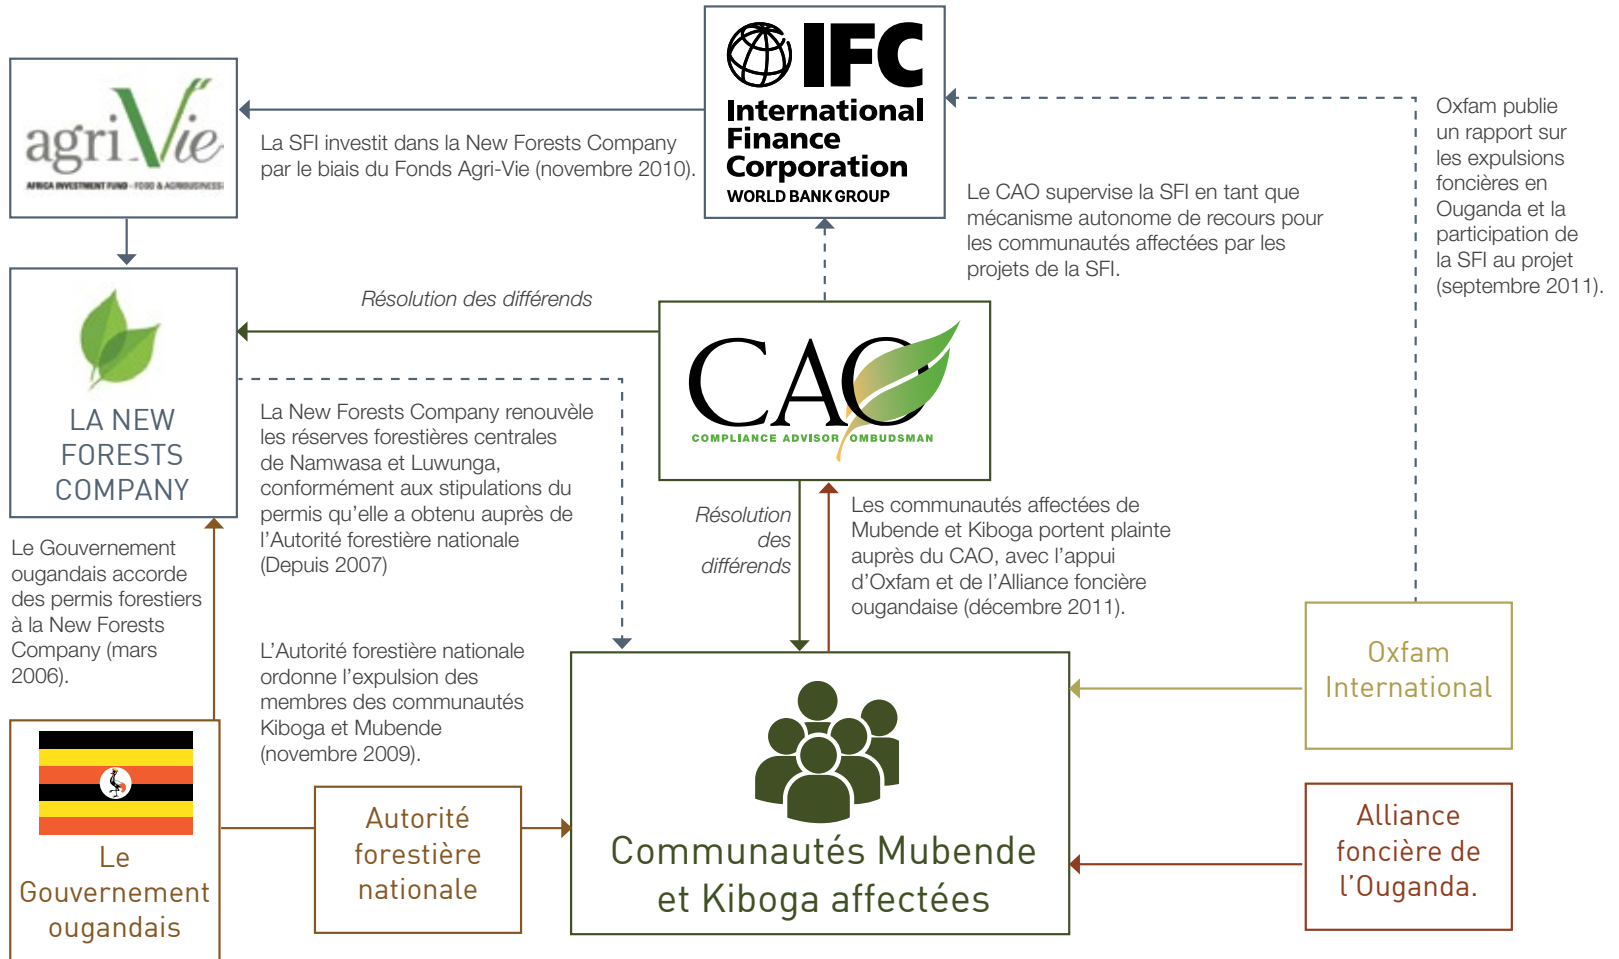 agriVie
AFRICA INVESTMENT FUND - FOOD & AGRIBUSINESS
La SFI investit dans la New Forests Company
par le biais du Fonds Agri-Vie (novembre 2010).
IFC
International
Finance
Corporation
WORLD BANK GROUP
Oxfam publie
un rapport sur
les expulsions
foncières en
Ouganda et la
participation de
la SFI au projet
(septembre 2011).
Le CAO supervise la SFI en tant que
mécanisme autonome de recours pour
les communautés affectées par les
projets de la SFI.
Résolution des différends
LA NEW
FORESTS
COMPANY
CAO
COMPLIANCE ADVISOR OMBUDSMAN
La New Forests Company renouvèle
les réserves forestières centrales
de Namwasa et Luwunga,
conformément aux stipulations du
permis qu’elle a obtenu auprès de
l’Autorité forestière nationale
(Depuis 2007)
Résolution
des
différends
Les communautés affectées de
Mubende et Kiboga portent plainte
auprès du CAO, avec l’appui
d’Oxfam et de l’Alliance foncière
ougandaise (décembre 2011).
Le Gouvernement
ougandais accorde
des permis forestiers
à la New Forests
Company (mars
2006).
L’Autorité forestière nationale
ordonne l’expulsion des
membres des communautés
Kiboga et Mubende
(novembre 2009).
Oxfam
International
Le
Gouvernement
ougandais
Autorité
forestière
nationale
Communautés Mubende
et Kiboga affectées
Alliance
foncière de
l’Ouganda.